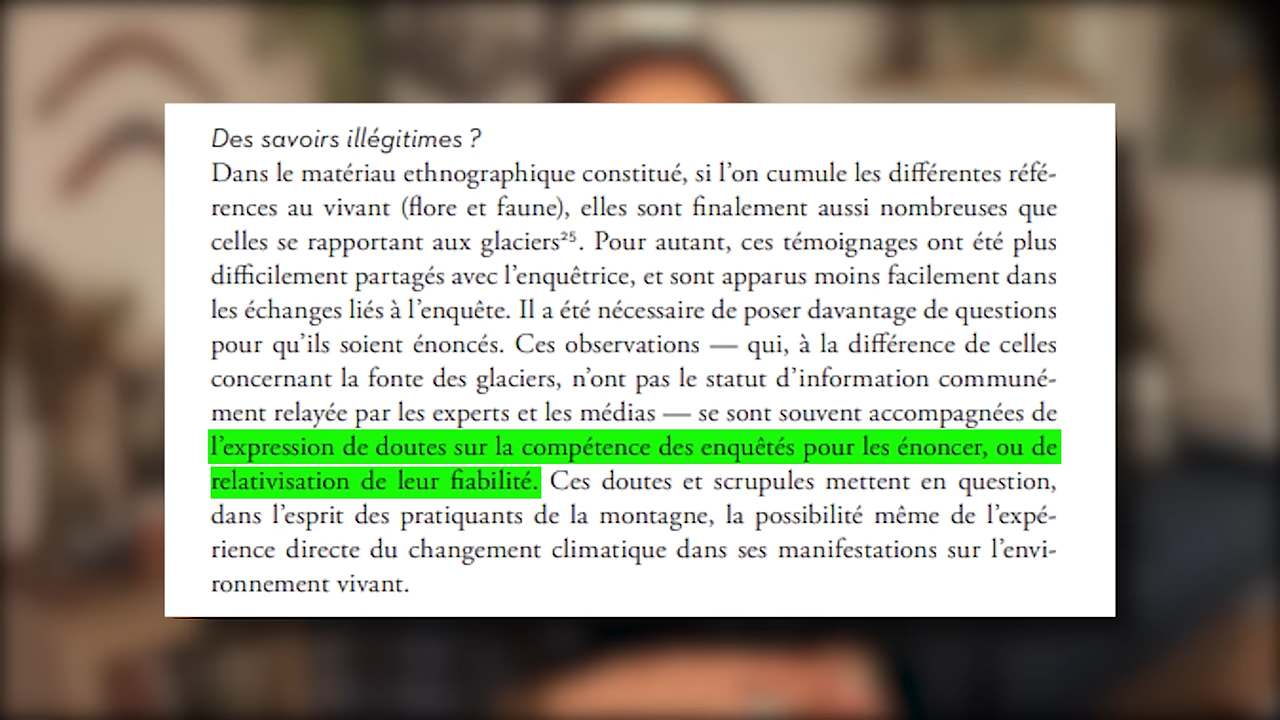 Des savoirs illégitimes ?
Dans le matériau ethnographique constitué, si l’on cumule les différentes réfé-
rences au vivant (flore et faune), elles sont finalement aussi nombreuses que
celles se rapportant aux glaciers²⁵. Pour autant, ces témoignages ont été plus
difficilement partagés avec l’enquêtrice, et sont apparus moins facilement dans
les échanges liés à l’enquête. Il a été nécessaire de poser davantage de questions
pour qu’ils soient énoncés. Ces observations — qui, à la différence de celles
concernant la fonte des glaciers, n’ont pas le statut d’information communé-
ment relayée par les experts et les médias — se sont souvent accompagnées de
l’expression de doutes sur la compétence des enquêtés pour les énoncer, ou de
relativisation de leur fiabilité. Ces doutes et scrupules mettent en question,
dans l’esprit des pratiquants de la montagne, la possibilité même de l’expé-
rience directe du changement climatique dans ses manifestations sur l’envi-
ronnement vivant.